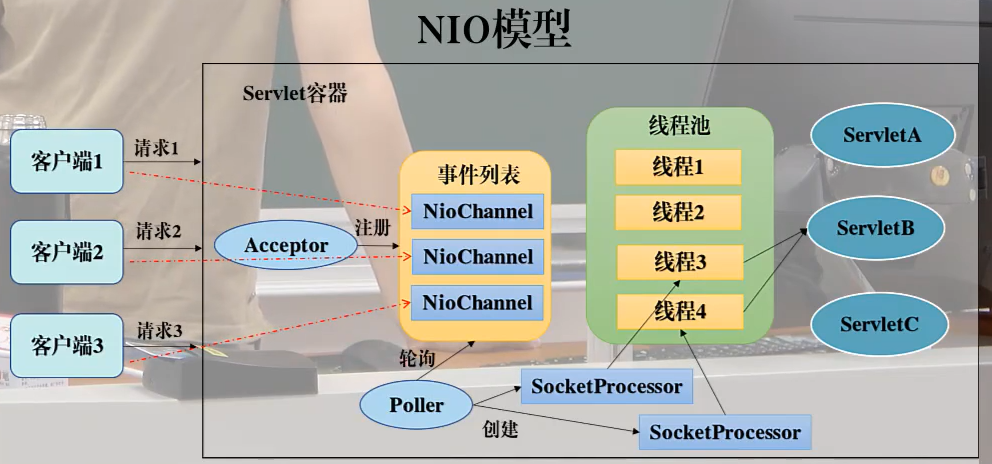 NIO模型
Servlet容器
客户端1
请求1
客户端2
请求2
客户端3
请求3
Acceptor
注册
事件列表
NioChannel
NioChannel
NioChannel
轮询
Poller
创建
SocketProcessor
SocketProcessor
线程池
线程1
线程2
线程3
线程4
ServletA
ServletB
ServletC